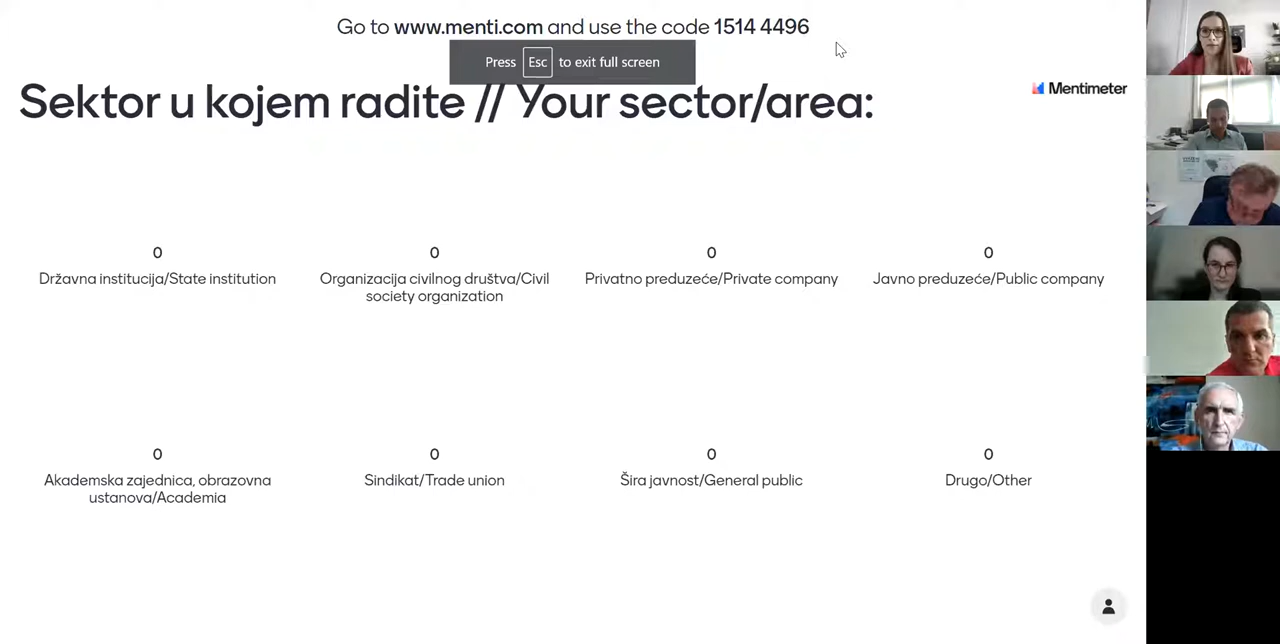 Go to www.menti.com and use the code 1514 4496
Press Esc to exit full screen
Sektor u kojem radite // Your sector/area:
Mentimeter
0
0
0
0
Državna institucija/State institution
Organizacija civilnog društva/Civil
society organization
Privatno preduzeće/Private company
Javno preduzeće/Public company
0
0
0
0
Akademska zajednica, obrazovna
ustanova/Academia
Sindikat/Trade union
Šira javnost/General public
Drugo/Other